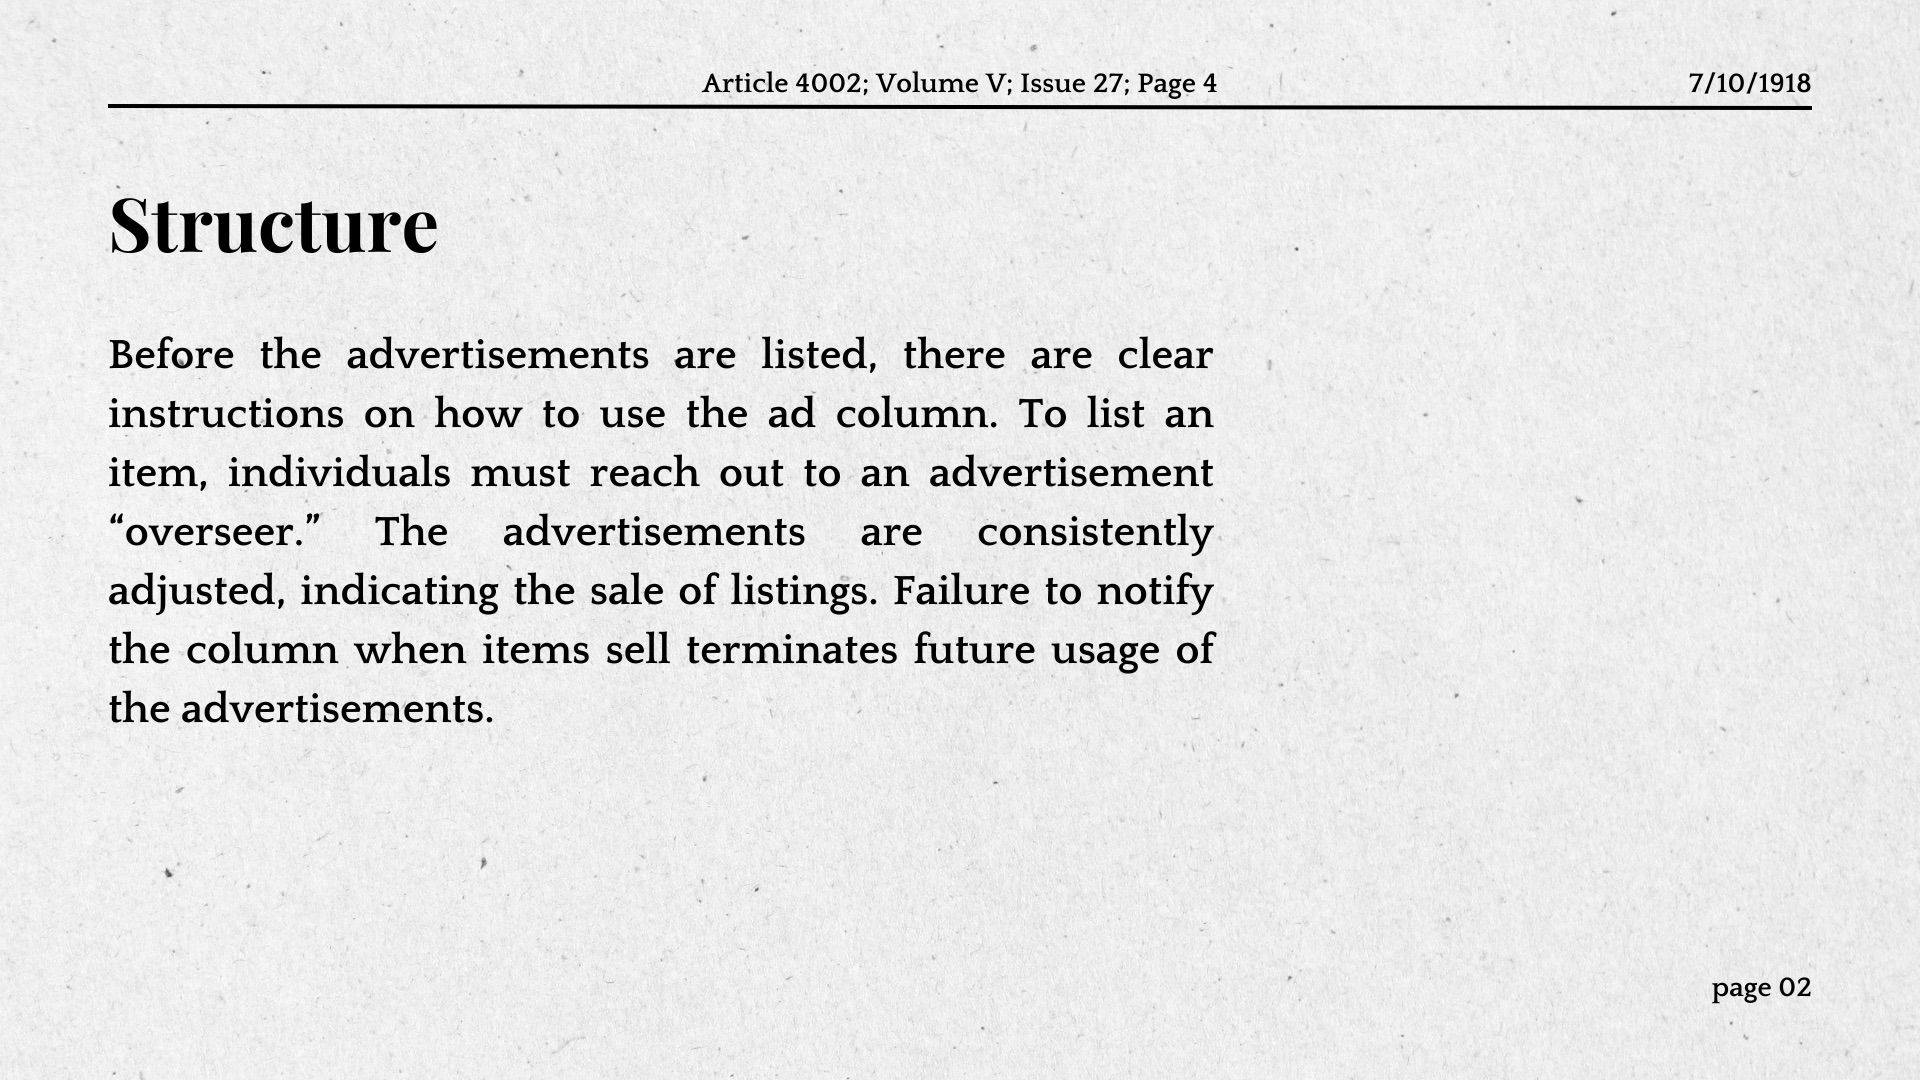 Article 4002; Volume V; Issue 27; Page 4
7/10/1918
Structure
Before the advertisements are listed, there are clear
instructions on how to use the ad column. To list an
item, individuals must reach out to an advertisement
“overseer.” The advertisements are consistently
adjusted, indicating the sale of listings. Failure to notify
the column when items sell terminates future usage of
the advertisements.
page 02